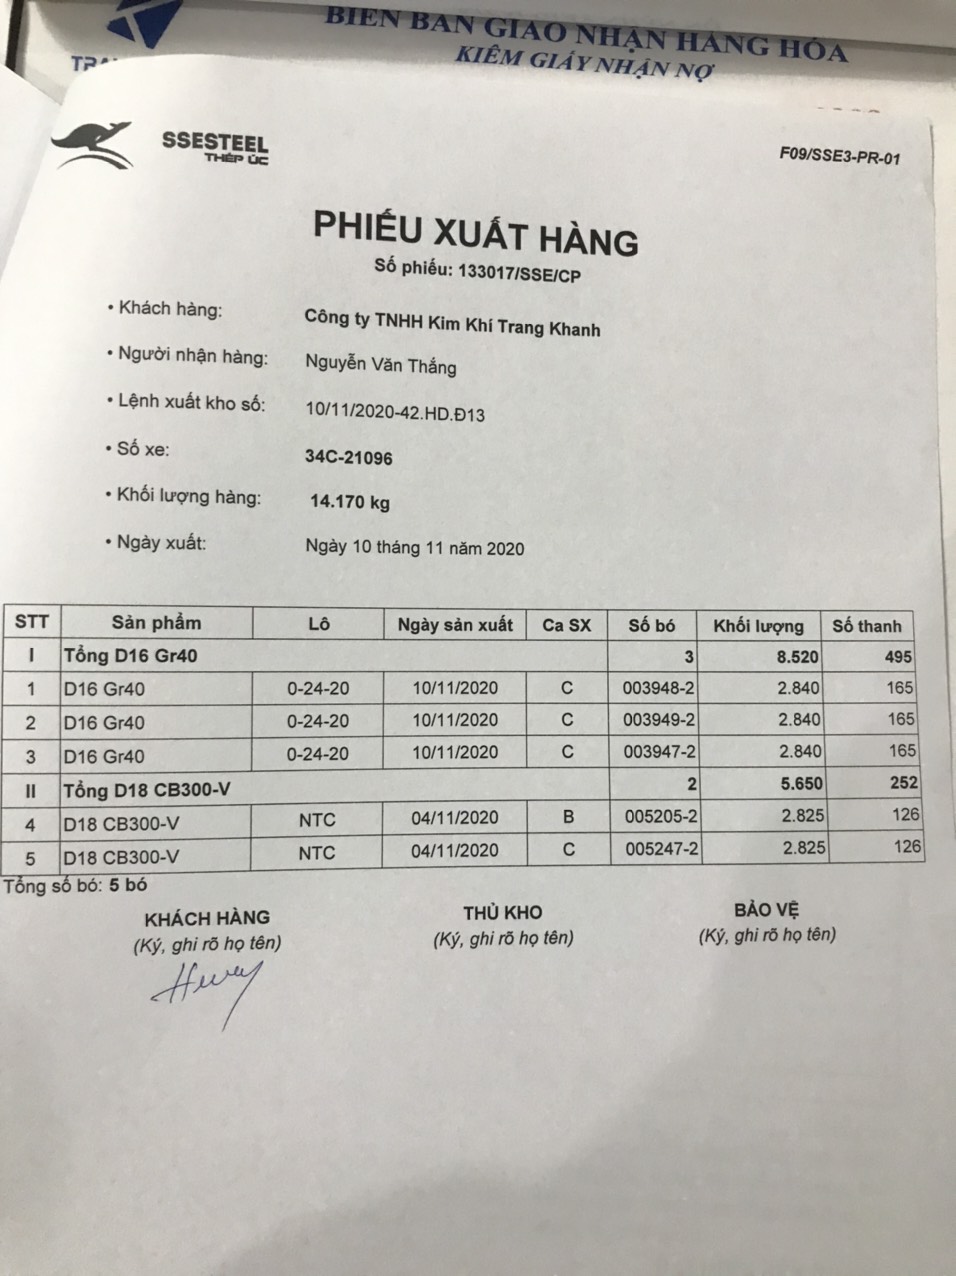 BIÊN BẢN GIAO NHẬN HÀNG HÓA
KIÊM GIẤY NHẬN NỢ
SSESTEEL
THÉP ÚC
F09/SSE3-PR-01
PHIẾU XUẤT HÀNG
Số phiếu: 133017/SSE/CP
• Khách hàng: Công ty TNHH Kim Khí Trang Khanh
• Người nhận hàng: Nguyễn Văn Thắng
• Lệnh xuất kho số: 10/11/2020-42.HD.Đ13
• Số xe: 34C-21096
• Khối lượng hàng: 14.170 kg
• Ngày xuất: Ngày 10 tháng 11 năm 2020
STT Sản phẩm Lô Ngày sản xuất Ca SX Số bó Khối lượng Số thanh
I Tổng D16 Gr40 3 8.520 495
1 D16 Gr40 0-24-20 10/11/2020 C 003948-2 2.840 165
2 D16 Gr40 0-24-20 10/11/2020 C 003949-2 2.840 165
3 D16 Gr40 0-24-20 10/11/2020 C 003947-2 2.840 165
II Tổng D18 CB300-V 2 5.650 252
4 D18 CB300-V NTC 04/11/2020 B 005205-2 2.825 126
5 D18 CB300-V NTC 04/11/2020 C 005247-2 2.825 126
Tổng số bó: 5 bó
KHÁCH HÀNG THỦ KHO BẢO VỆ
(Ký, ghi rõ họ tên) (Ký, ghi rõ họ tên) (Ký, ghi rõ họ tên)